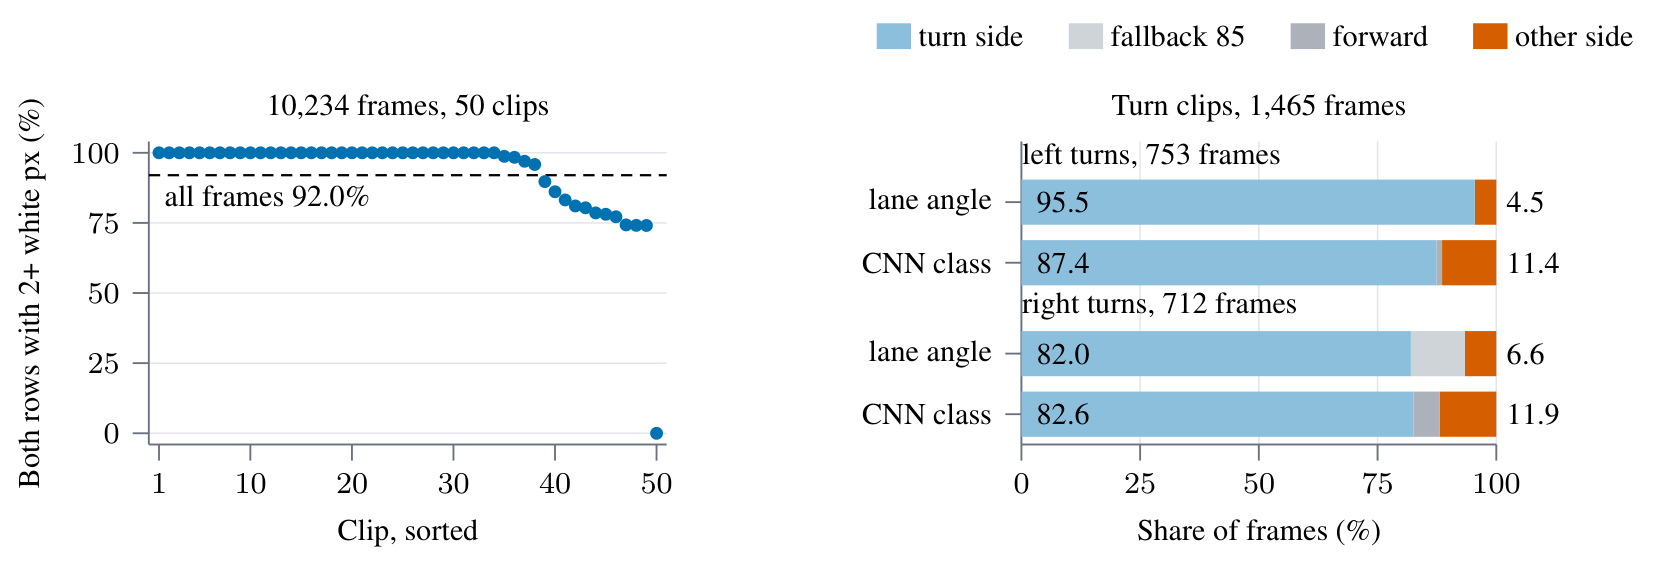 turn side
fallback 85
forward
other side
10,234 frames, 50 clips
Both rows with 2+ white px (%)
100
75
50
25
0
all frames 92.0%
1
10
20
30
40
50
Clip, sorted
Turn clips, 1,465 frames
left turns, 753 frames
lane angle
95.5
4.5
CNN class
87.4
11.4
right turns, 712 frames
lane angle
82.0
6.6
CNN class
82.6
11.9
0
25
50
75
100
Share of frames (%)